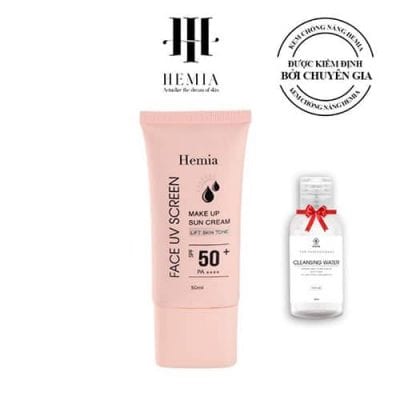 HEMIA
Actualize the dream of skin
KEM CHỐNG NẮNG HEMIA
ĐƯỢC KIỂM ĐỊNH
BỞI CHUYÊN GIA
KEM CHỐNG NẮNG HEMIA
Hemia
FACE UV SCREEN
MAKE UP
SUN CREAM
LIFT SKIN TONE
SPF 50+
PA ++++
50ml
CLEANSING WATER